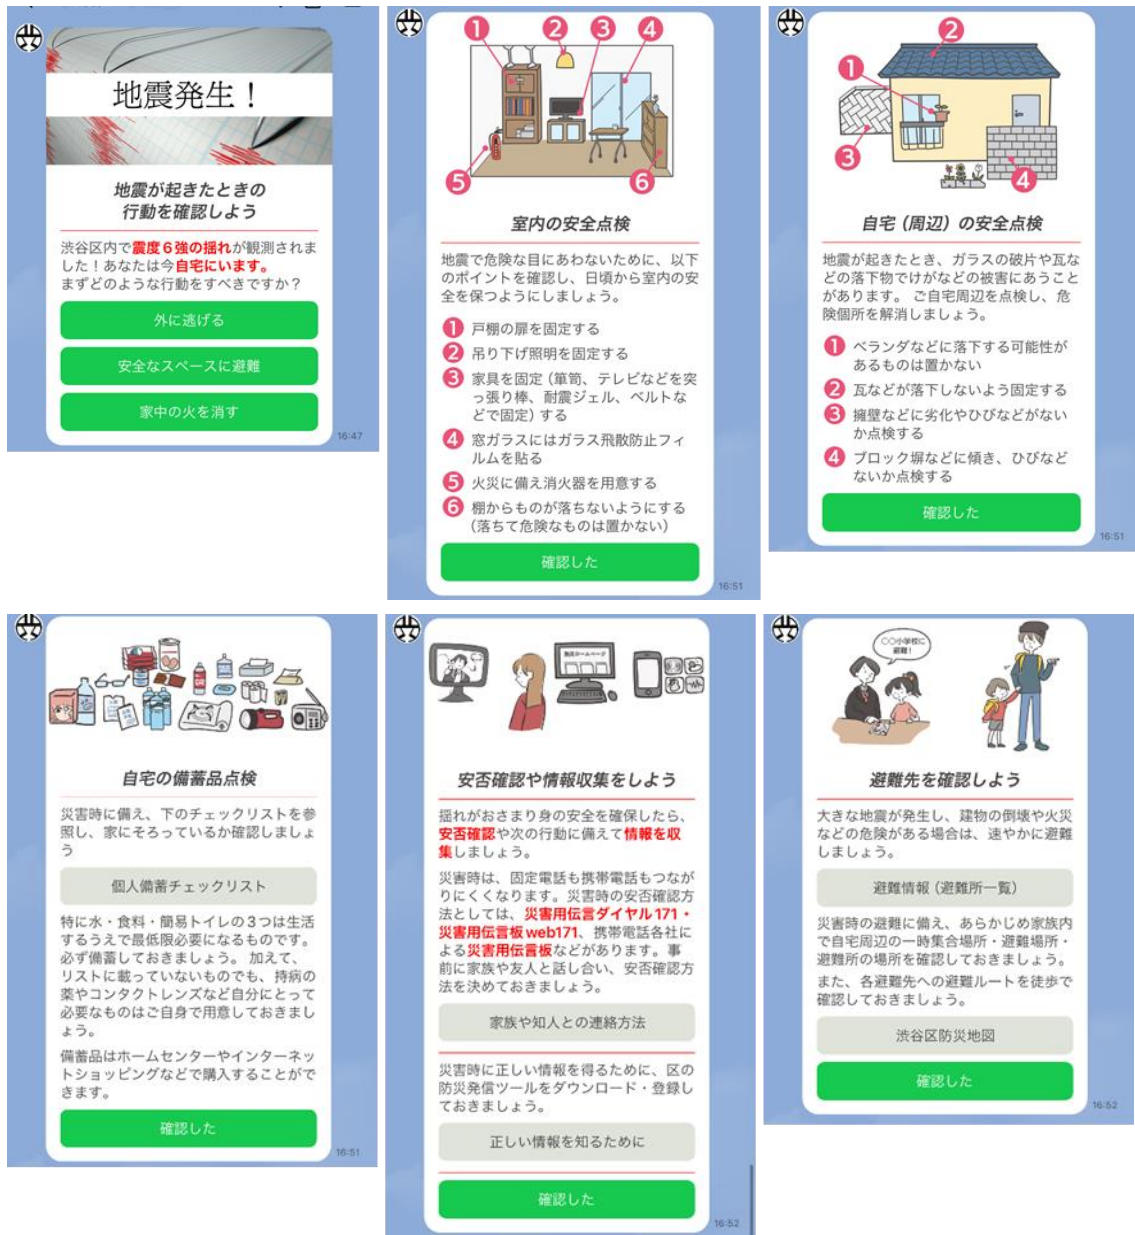 地震発生！
地震が起きたときの
行動を確認しよう
渋谷区内で震度６強の揺れが観測されま
した！あなたは今自宅にいます。
まずどのような行動をすべきですか？
外に逃げる
安全なスペースに避難
家中の火を消す
16:47
1
2
3
4
5
6
室内の安全点検
地震で危険な目にあわないために、以下
のポイントを確認し、日頃から室内の安
全を保つようにしましょう。
1 戸棚の扉を固定する
2 吊り下げ照明を固定する
3 家具を固定（箪笥、テレビなどを突
っ張り棒、耐震ジェル、ベルトな
どで固定）する
4 窓ガラスにはガラス飛散防止フィ
ルムを貼る
5 火災に備え消火器を用意する
6 棚からものが落ちないようにする
（落ちて危険なものは置かない）
確認した
16:51
1
2
3
4
自宅（周辺）の安全点検
地震が起きたとき、ガラスの破片や瓦な
どの落下物でけがなどの被害にあうこと
があります。 ご自宅周辺を点検し、危
険個所を解消しましょう。
1 ベランダなどに落下する可能性が
あるものは置かない
2 瓦などが落下しないよう固定する
3 擁壁などに劣化やひびなどがない
か点検する
4 ブロック塀などに傾き、ひびなど
ないか点検する
確認した
16:51
自宅の備蓄品点検
災害時に備え、下のチェックリストを参
照し、家にそろっているか確認しましょ
う
個人備蓄チェックリスト
特に水・食料・簡易トイレの３つは生活
するうえで最低限必要になるものです。
必ず備蓄しておきましょう。 加えて、
リストに載っていないものでも、持病の
薬やコンタクトレンズなど自分にとって
必要なものはご自身で用意しておきまし
ょう。
備蓄品はホームセンターやインターネッ
トショッピングなどで購入することがで
きます。
確認した
16:51
防災ホームページ
安否確認や情報収集をしよう
揺れがおさまり身の安全を確保したら、
安否確認や次の行動に備えて情報を収
集しましょう。
災害時は、固定電話も携帯電話もつなが
りにくくなります。災害時の安否確認方
法としては、災害用伝言ダイヤル171・
災害用伝言板web171、携帯電話各社に
よる災害用伝言板などがあります。事
前に家族や友人と話し合い、安否確認方
法を決めておきましょう。
家族や知人との連絡方法
災害時に正しい情報を得るために、区の
防災発信ツールをダウンロード・登録し
ておきましょう。
正しい情報を知るために
確認した
16:52
○○小学校に
避難！
避難先を確認しよう
大きな地震が発生し、建物の倒壊や火災
などの危険がある場合は、速やかに避難
しましょう。
避難情報（避難所一覧）
災害時の避難に備え、あらかじめ家族内
で自宅周辺の一時集合場所・避難場所・
避難所の場所を確認しておきましょう。
また、各避難先への避難ルートを徒歩で
確認しておきましょう。
渋谷区防災地図
確認した
16:52